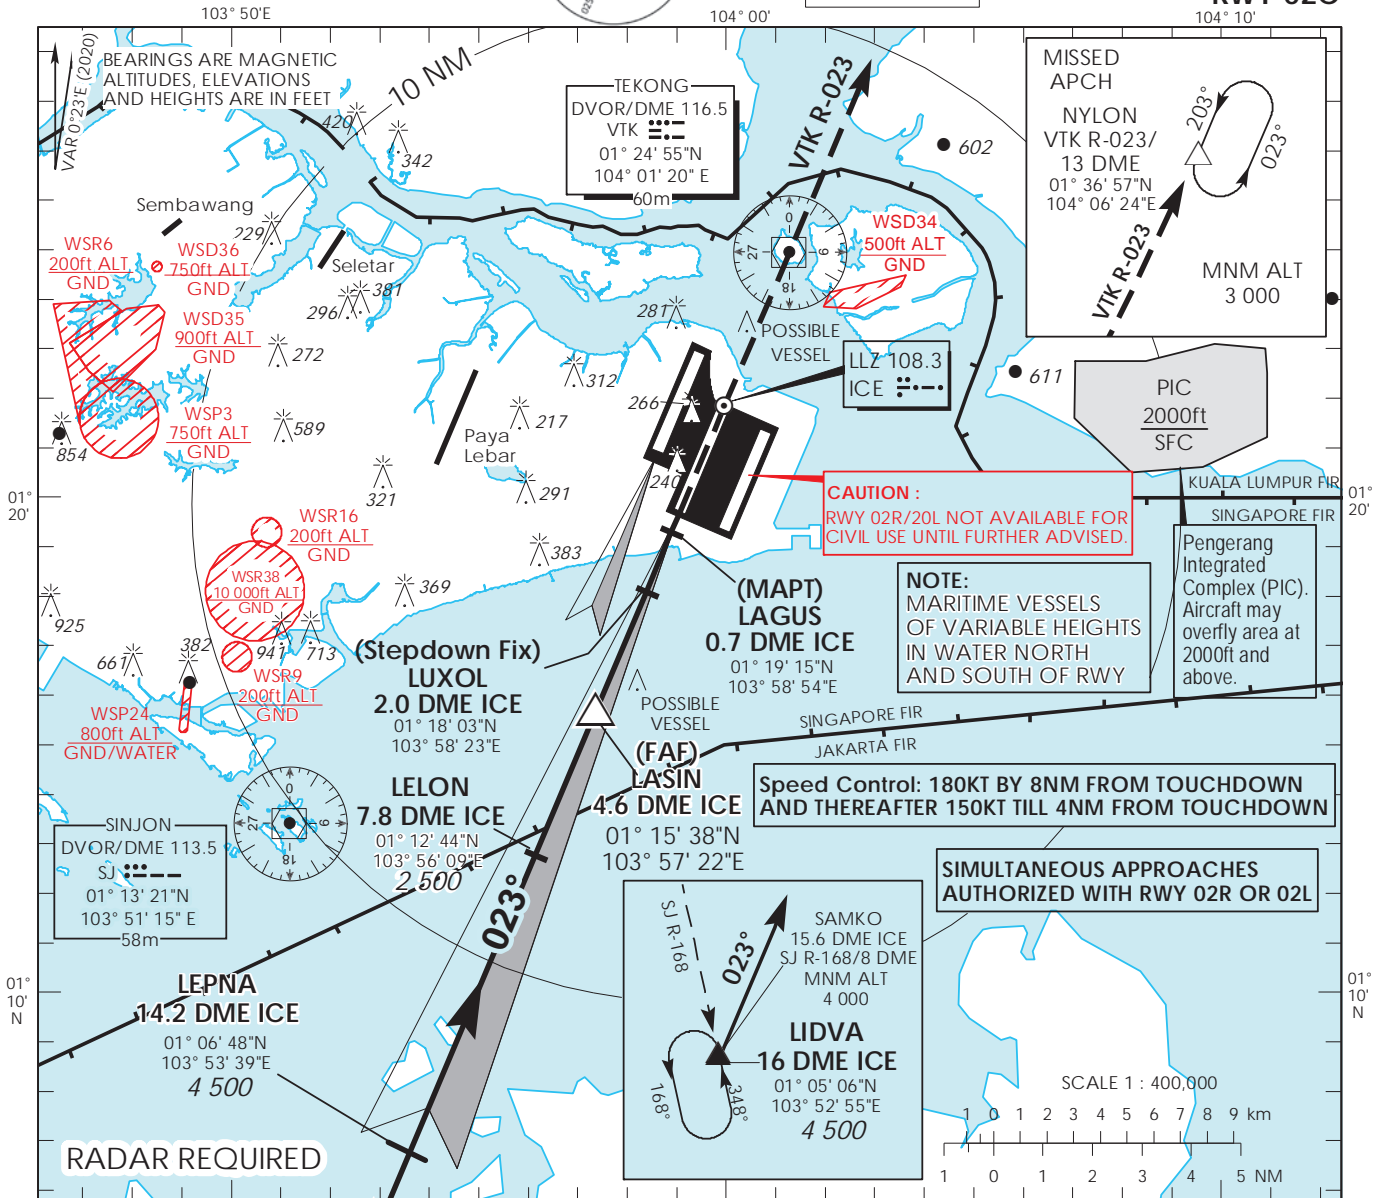 103° 50'E
104° 00'
104° 10'
BEARINGS ARE MAGNETIC
ALTITUDES, ELEVATIONS
AND HEIGHTS ARE IN FEET
VAR 0°23'E (2020)
10 NM
420
342
TEKONG
DVOR/DME 116.5
VTK
01° 24' 55"N
104° 01' 20" E
60m
VTK R-023
602
MISSED
APCH
NYLON
VTK R-023/
13 DME
01° 36' 57"N
104° 06' 24"E
203°
023°
VTK R-023
MNM ALT
3 000
Sembawang
229
Seletar
WSR6
200ft ALT
GND
WSD36
750ft ALT
GND
WSD35
900ft ALT
GND
WSP3
750ft ALT
GND
296
381
272
589
854
312
217
281
Paya
Lebar
321
291
266
240
0
9
18
27
WSD34
500ft ALT
GND
POSSIBLE
VESSEL
LLZ 108.3
ICE
611
PIC
2000ft
SFC
01°
20'
KUALA LUMPUR FIR
SINGAPORE FIR
01°
20'
CAUTION :
RWY 02R/20L NOT AVAILABLE FOR
CIVIL USE UNTIL FURTHER ADVISED.
WSR16
200ft ALT
GND
WSR38
10 000ft ALT
GND
383
369
925
661
382
941
713
WSR9
200ft ALT
GND
WSP24
800ft ALT
GND/WATER
Pengerang
Integrated
Complex (PIC).
Aircraft may
overfly area at
2000ft and
above.
NOTE:
MARITIME VESSELS
OF VARIABLE HEIGHTS
IN WATER NORTH
AND SOUTH OF RWY
(MAPT)
LAGUS
0.7 DME ICE
01° 19' 15"N
103° 58' 54"E
(Stepdown Fix)
LUXOL
2.0 DME ICE
01° 18' 03"N
103° 58' 23"E
POSSIBLE
VESSEL
SINGAPORE FIR
JAKARTA FIR
(FAF)
LASIN
4.6 DME ICE
01° 15' 38"N
103° 57' 22"E
LELON
7.8 DME ICE
01° 12' 44"N
103° 56' 09"E
2 500
Speed Control: 180KT BY 8NM FROM TOUCHDOWN
AND THEREAFTER 150KT TILL 4NM FROM TOUCHDOWN
SINJON
DVOR/DME 113.5
SJ
01° 13' 21"N
103° 51' 15" E
58m
0
9
18
27
SIMULTANEOUS APPROACHES
AUTHORIZED WITH RWY 02R OR 02L
023°
SJ R-168
023°
SAMKO
15.6 DME ICE
SJ R-168/8 DME
MNM ALT
4 000
LIDVA
16 DME ICE
01° 05' 06"N
103° 52' 55"E
4 500
168°
348°
LEPNA
14.2 DME ICE
01° 06' 48"N
103° 53' 39"E
4 500
01°
10'
N
01°
10'
N
SCALE 1 : 400,000
1 0 1 2 3 4 5 6 7 8 9 km
1 0 1 2 3 4 5 NM
RADAR REQUIRED